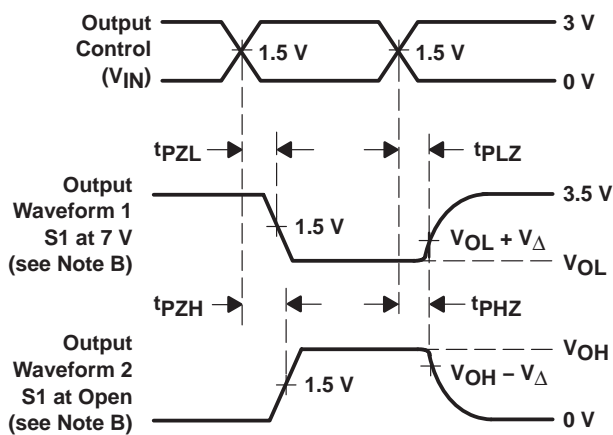 Output
Control
(VIN)
1.5 V
1.5 V
3 V
0 V
tPZL
tPLZ
Output
Waveform 1
S1 at 7 V
(see Note B)
1.5 V
3.5 V
VOL + VΔ
VOL
tPZH
tPHZ
Output
Waveform 2
S1 at Open
(see Note B)
1.5 V
VOH
VOH – VΔ
0 V